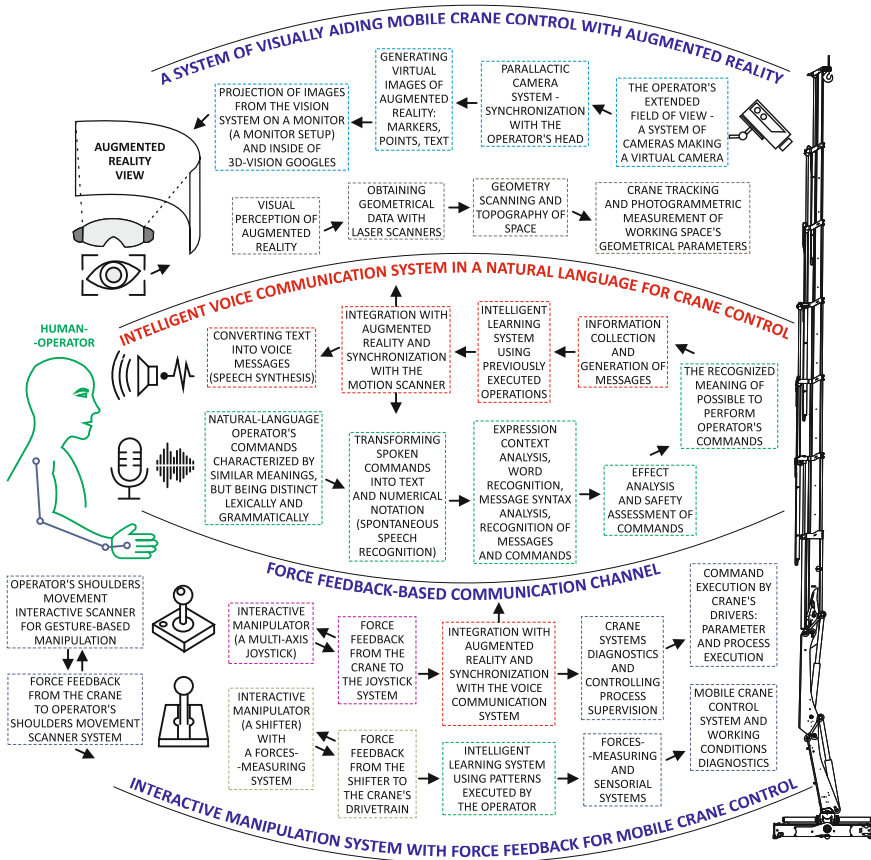 A SYSTEM OF VISUALLY AIDING MOBILE CRANE CONTROL WITH AUGMENTED REALITY
PROJECTION OF IMAGES
FROM THE VISION
SYSTEM ON A MONITOR
(A MONITOR SETUP)
AND INSIDE OF
3D-VISION GOOGLES
GENERATING
VIRTUAL
IMAGES OF
AUGMENTED
REALITY:
MARKERS,
POINTS, TEXT
PARALLACTIC
CAMERA
SYSTEM -
SYNCHRONIZATION
WITH THE
OPERATOR'S HEAD
THE OPERATOR'S
EXTENDED
FIELD OF VIEW -
A SYSTEM OF
CAMERAS MAKING
A VIRTUAL CAMERA
AUGMENTED
REALITY
VIEW
VISUAL
PERCEPTION OF
AUGMENTED
REALITY
OBTAINING
GEOMETRICAL
DATA WITH
LASER SCANNERS
GEOMETRY
SCANNING AND
TOPOGRAPHY OF
SPACE
CRANE TRACKING
AND PHOTOGRAMMETRIC
MEASUREMENT OF
WORKING SPACE'S
GEOMETRICAL PARAMETERS
INTELLIGENT VOICE COMMUNICATION SYSTEM IN A NATURAL LANGUAGE FOR CRANE CONTROL
HUMAN-
-OPERATOR
CONVERTING TEXT
INTO VOICE
MESSAGES
(SPEECH SYNTHESIS)
INTEGRATION WITH
AUGMENTED
REALITY AND
SYNCHRONIZATION
WITH THE
MOTION SCANNER
INTELLIGENT
LEARNING
SYSTEM
USING
PREVIOUSLY
EXECUTED
OPERATIONS
INFORMATION
COLLECTION
AND
GENERATION
OF MESSAGES
THE RECOGNIZED
MEANING OF
POSSIBLE TO
PERFORM
OPERATOR'S
COMMANDS
NATURAL-LANGUAGE
OPERATOR'S
COMMANDS
CHARACTERIZED BY
SIMILAR MEANINGS,
BUT BEING DISTINCT
LEXICALLY AND
GRAMMATICALLY
TRANSFORMING
SPOKEN
COMMANDS
INTO TEXT
AND NUMERICAL
NOTATION
(SPONTANEOUS
SPEECH
RECOGNITION)
EXPRESSION
CONTEXT
ANALYSIS,
WORD
RECOGNITION,
MESSAGE SYNTAX
ANALYSIS,
RECOGNITION OF
MESSAGES
AND COMMANDS
EFFECT
ANALYSIS
AND SAFETY
ASSESSMENT OF
COMMANDS
FORCE FEEDBACK-BASED COMMUNICATION CHANNEL
OPERATOR'S SHOULDERS
MOVEMENT
INTERACTIVE SCANNER
FOR GESTURE-BASED
MANIPULATION
FORCE FEEDBACK
FROM THE CRANE
TO OPERATOR'S
SHOULDERS MOVEMENT
SCANNER SYSTEM
INTERACTIVE
MANIPULATOR
(A MULTI-AXIS
JOYSTICK)
FORCE
FEEDBACK
FROM THE
CRANE TO
THE JOYSTICK
SYSTEM
INTEGRATION WITH
AUGMENTED
REALITY AND
SYNCHRONIZATION
WITH THE VOICE
COMMUNICATION
SYSTEM
CRANE
SYSTEMS
DIAGNOSTICS
AND
CONTROLLING
PROCESS
SUPERVISION
COMMAND
EXECUTION BY
CRANE'S
DRIVERS:
PARAMETER
AND PROCESS
EXECUTION
INTERACTIVE
MANIPULATOR
(A SHIFTER)
WITH
A FORCES-
-MEASURING
SYSTEM
FORCE
FEEDBACK
FROM THE
SHIFTER TO
THE CRANE'S
DRIVETRAIN
INTELLIGENT
LEARNING SYSTEM
USING PATTERNS
EXECUTED BY
THE OPERATOR
FORCES-
-MEASURING
AND
SENSORIAL
SYSTEMS
MOBILE CRANE
CONTROL
SYSTEM AND
WORKING
CONDITIONS
DIAGNOSTICS
INTERACTIVE MANIPULATION SYSTEM WITH FORCE FEEDBACK FOR MOBILE CRANE CONTROL